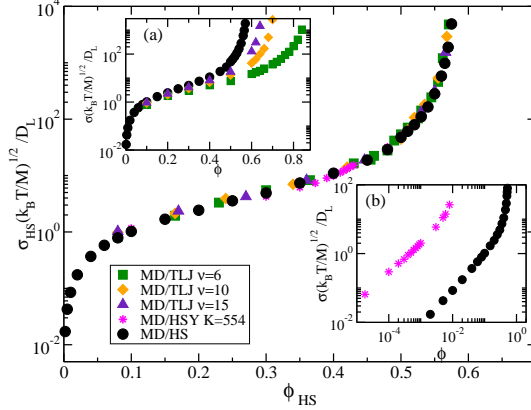 10^4
10^2
10^0
10^-2
σ_HS(k_BT/M)^1/2/D_L
0 0.1 0.2 0.3 0.4 0.5 0.6
ϕ_HS
(a)
10^2
10^0
10^-2
σ(k_BT/M)^1/2/D_L
0 0.2 0.4 0.6 0.8
ϕ
(b)
10^2
10^0
10^-2
σ(k_BT/M)^1/2/D_L
10^-4 10^-2 10^0
ϕ
MD/TLJ ν=6
MD/TLJ ν=10
MD/TLJ ν=15
MD/HSY K=554
MD/HS